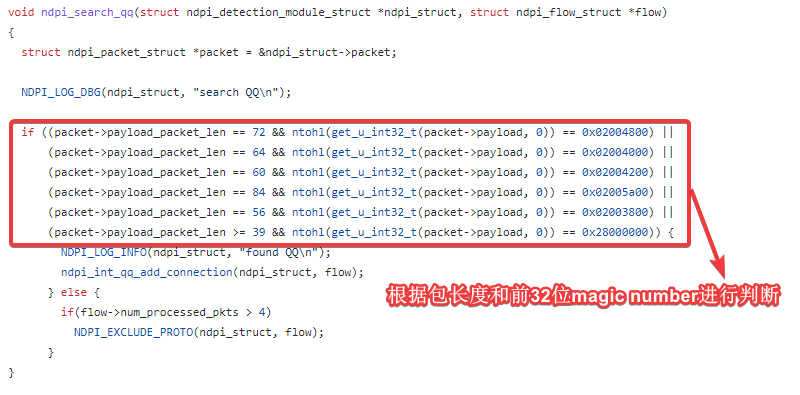 void ndpi_search_qq(struct ndpi_detection_module_struct *ndpi_struct, struct ndpi_flow_struct *flow)
{
  struct ndpi_packet_struct *packet = &ndpi_struct->packet;
  NDPI_LOG_DBG(ndpi_struct, "search QQ\n");
  if ((packet->payload_packet_len == 72 && ntohl(get_u_int32_t(packet->payload, 0)) == 0x02004800) ||
      (packet->payload_packet_len == 64 && ntohl(get_u_int32_t(packet->payload, 0)) == 0x02004000) ||
      (packet->payload_packet_len == 60 && ntohl(get_u_int32_t(packet->payload, 0)) == 0x02004200) ||
      (packet->payload_packet_len == 84 && ntohl(get_u_int32_t(packet->payload, 0)) == 0x02005a00) ||
      (packet->payload_packet_len == 56 && ntohl(get_u_int32_t(packet->payload, 0)) == 0x02003800) ||
      (packet->payload_packet_len >= 39 && ntohl(get_u_int32_t(packet->payload, 0)) == 0x28000000)) {
        NDPI_LOG_INFO(ndpi_struct, "found QQ\n");
        ndpi_int_qq_add_connection(ndpi_struct, flow);
      } else {
根据包长度和前32位magic number进行判断
        if(flow->num_processed_pkts > 4)
          NDPI_EXCLUDE_PROTO(ndpi_struct, flow);
      }
}